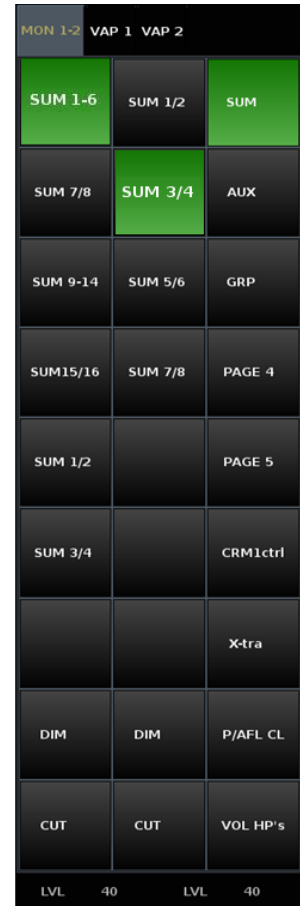 MON 1-2 VAP 1 VAP 2
SUM 1-6 SUM 1/2 SUM
SUM 7/8 SUM 3/4 AUX
SUM 9-14 SUM 5/6 GRP
SUM15/16 SUM 7/8 PAGE 4
SUM 1/2 PAGE 5
SUM 3/4 CRM1ctrl
X-tra
DIM DIM P/AFL CL
CUT CUT VOL HP's
LVL 40 LVL 40